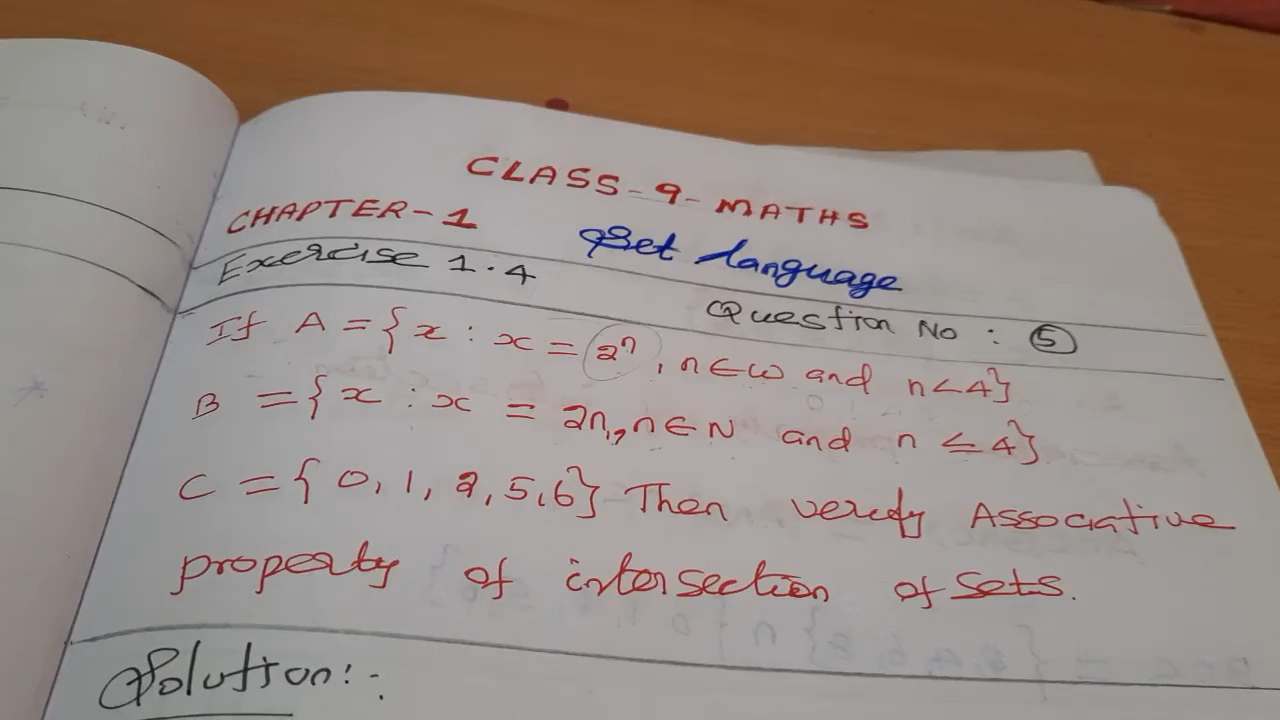 CLASS-9-MATHS
CHAPTER-1
Set language
Exercise 1.4
Question No : 5
If A = {x : x = 2ⁿ, n∈W and n<4}
B = {x : x = 2n, n∈N and n ≤ 4}
C = {0, 1, 2, 5, 6} Then verify Associative
property of intersection of sets.
Solution:-